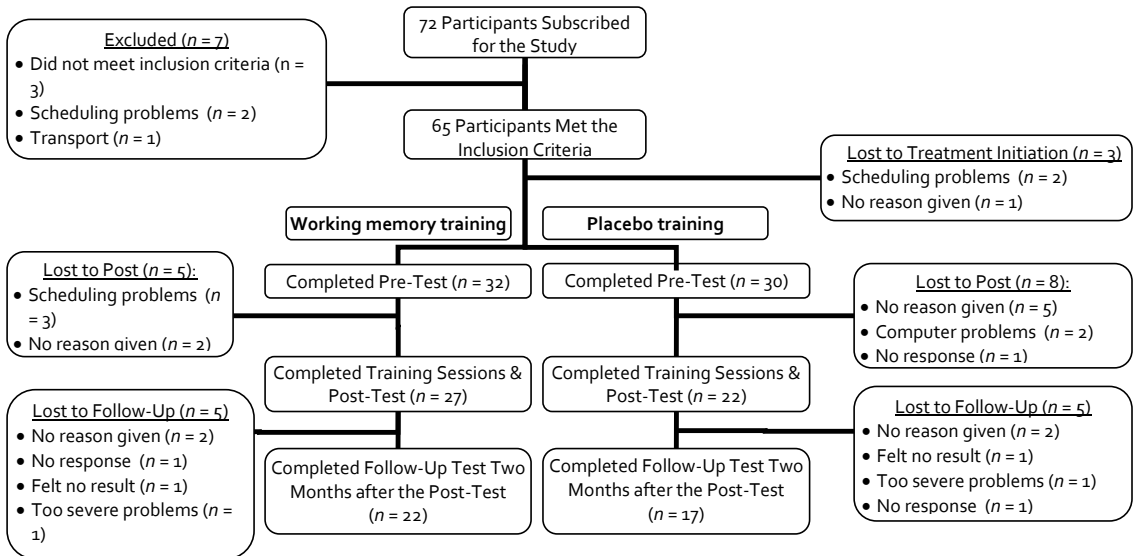 72 Participants Subscribed
for the Study
Excluded (n = 7)
• Did not meet inclusion criteria (n =
3)
• Scheduling problems (n = 2)
• Transport (n = 1)
65 Participants Met the
Inclusion Criteria
Lost to Treatment Initiation (n = 3)
• Scheduling problems (n = 2)
• No reason given (n = 1)
Working memory training
Placebo training
Lost to Post (n = 5):
• Scheduling problems (n
= 3)
• No reason given (n = 2)
Completed Pre-Test (n = 32)
Completed Pre-Test (n = 30)
Lost to Post (n = 8):
• No reason given (n = 5)
• Computer problems (n = 2)
• No response (n = 1)
Completed Training Sessions &
Post-Test (n = 27)
Completed Training Sessions &
Post-Test (n = 22)
Lost to Follow-Up (n = 5)
• No reason given (n = 2)
• No response (n = 1)
• Felt no result (n = 1)
• Too severe problems (n =
1)
Completed Follow-Up Test Two
Months after the Post-Test
(n = 22)
Completed Follow-Up Test Two
Months after the Post-Test
(n = 17)
Lost to Follow-Up (n = 5)
• No reason given (n = 2)
• Felt no result (n = 1)
• Too severe problems (n = 1)
• No response (n = 1)